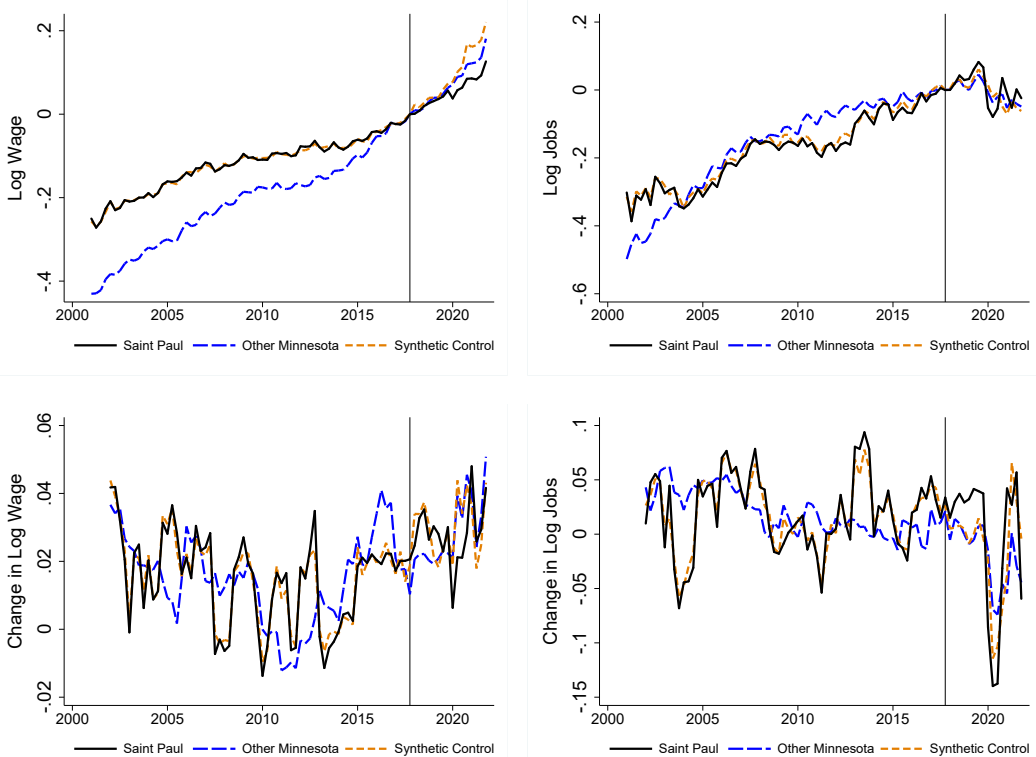 Log Wage
.2
0
-.2
-.4
2000 2005 2010 2015 2020
Saint Paul Other Minnesota Synthetic Control
Log Jobs
.2
0
-.2
-.4
-.6
2000 2005 2010 2015 2020
Saint Paul Other Minnesota Synthetic Control
Change in Log Wage
.06
.04
.02
0
-.02
2000 2005 2010 2015 2020
Saint Paul Other Minnesota Synthetic Control
Change in Log Jobs
.1
.05
0
-.05
-.1
-.15
2000 2005 2010 2015 2020
Saint Paul Other Minnesota Synthetic Control